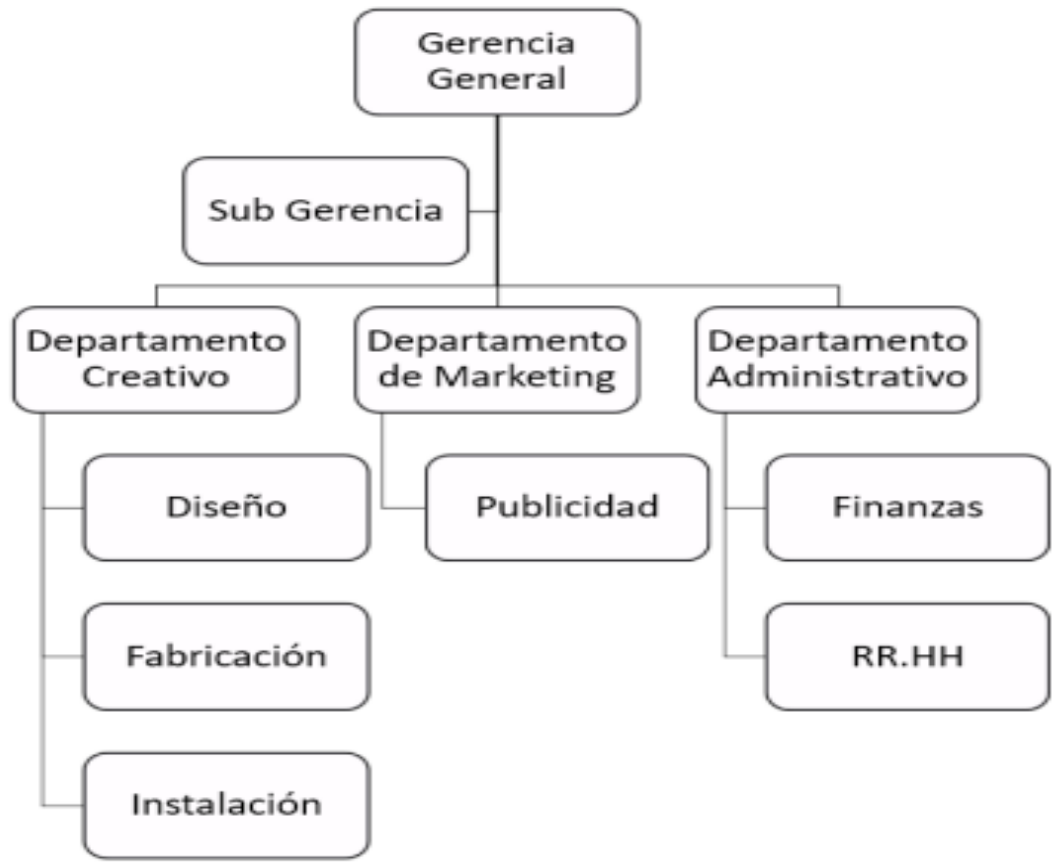 Gerencia
General
Sub Gerencia
Departamento
Creativo
Departamento
de Marketing
Departamento
Administrativo
Diseño
Publicidad
Finanzas
Fabricación
RR.HH
Instalación